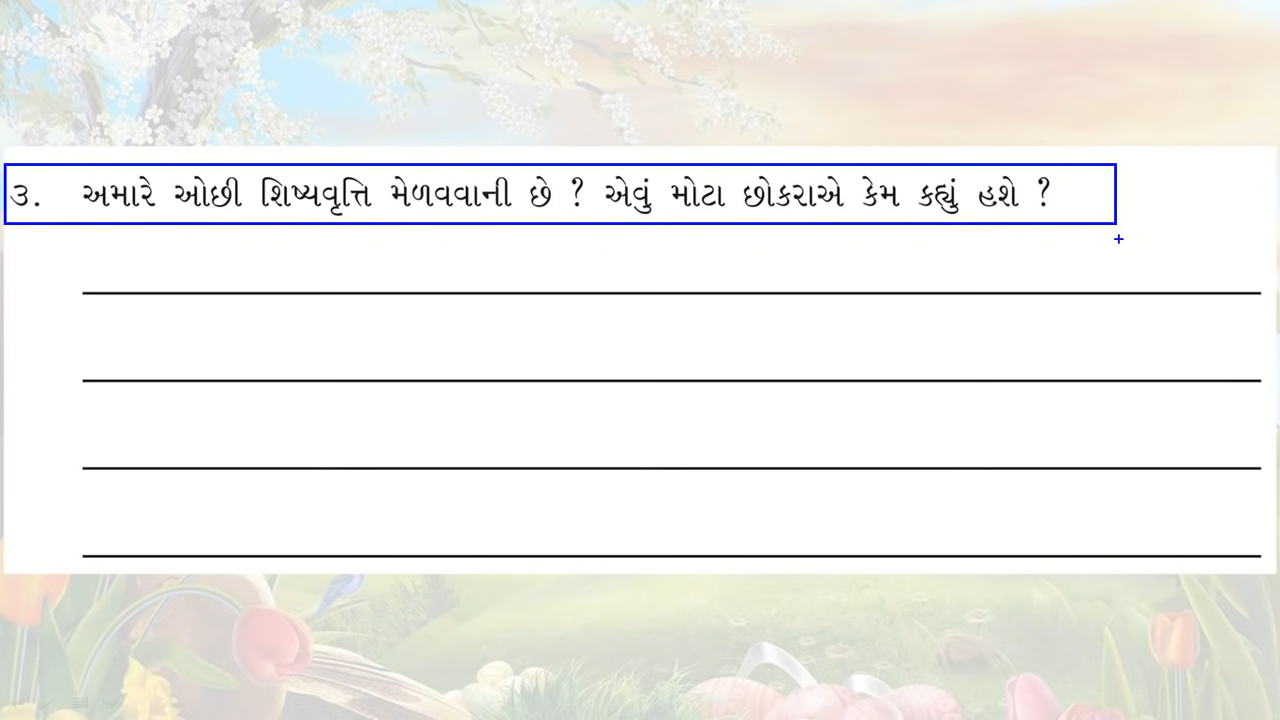 ૩. અમારે ઓછી શિષ્યવૃત્તિ મેળવવાની છે ? એવું મોટા છોકરાએ કેમ કહ્યું હશે ?